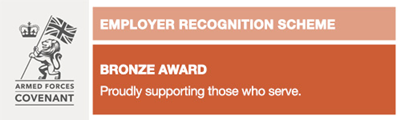 ARMED FORCES
COVENANT
EMPLOYER RECOGNITION SCHEME
BRONZE AWARD
Proudly supporting those who serve.